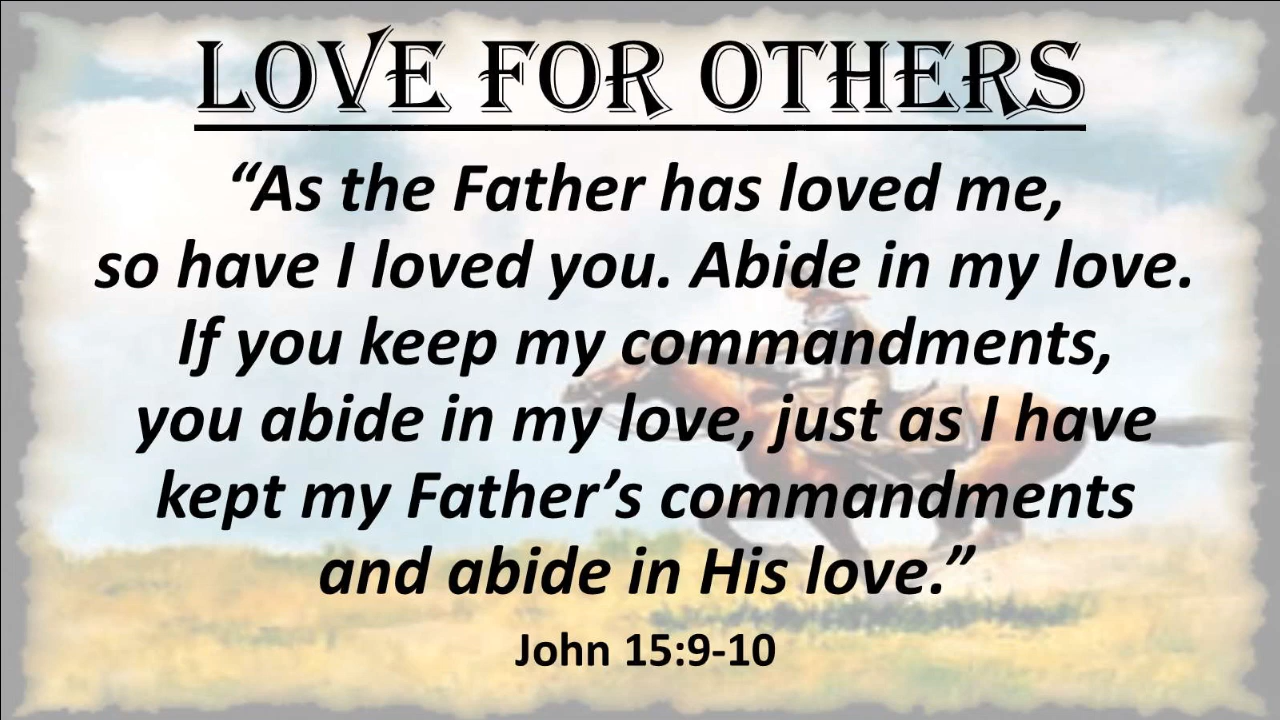 LOVE FOR OTHERS
“As the Father has loved me,
so have I loved you. Abide in my love.
If you keep my commandments,
you abide in my love, just as I have
kept my Father’s commandments
and abide in His love.”
John 15:9-10